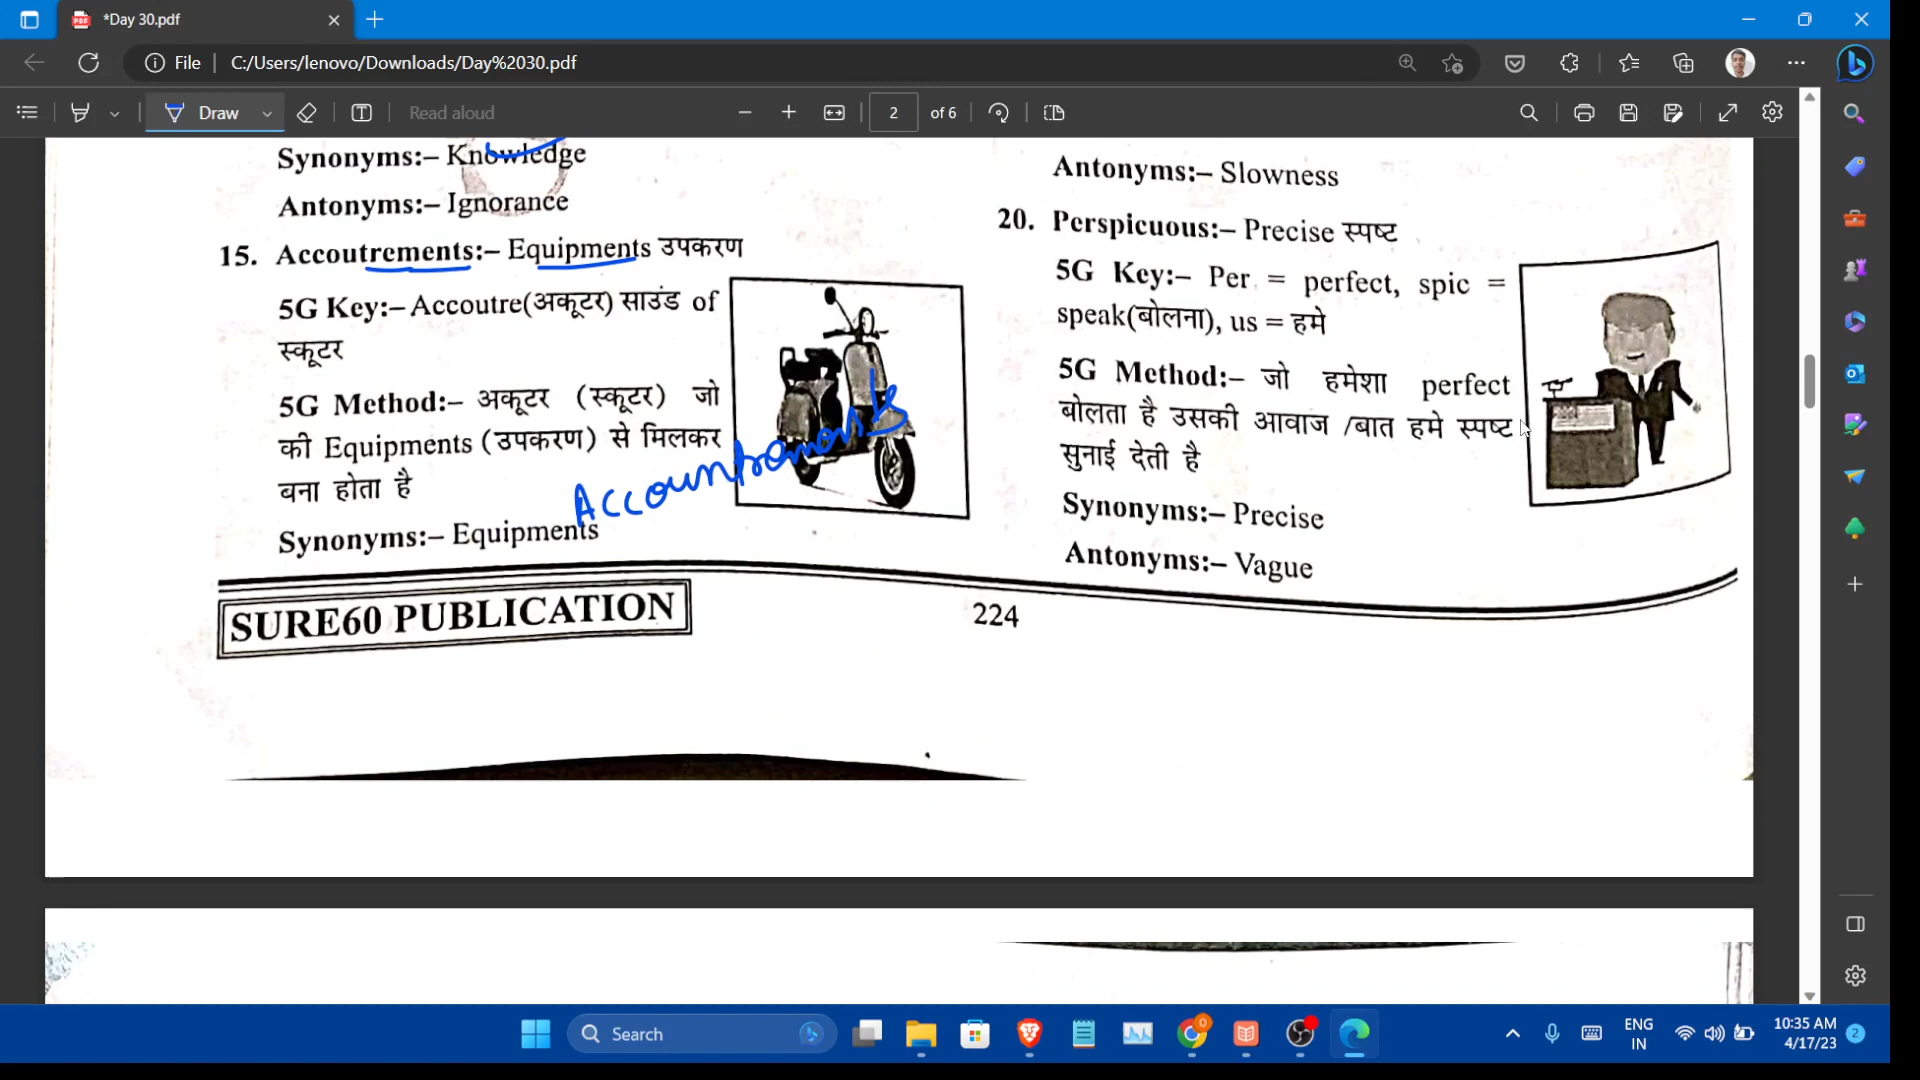 *Day 30.pdf
File
C:/Users/lenovo/Downloads/Day%2030.pdf
Draw
Read aloud
2
of 6
Synonyms:– Knowledge
Antonyms:– Ignorance
15. Accoutrements:– Equipments उपकरण
5G Key:– Accoutre(अकूटर) साउंड of
स्कूटर
5G Method:– अकूटर (स्कूटर) जो
की Equipments (उपकरण) से मिलकर
बना होता है
Accountrements
Synonyms:– Equipments
Antonyms:– Slowness
20. Perspicuous:– Precise स्पष्ट
5G Key:– Per = perfect, spic =
speak(बोलना), us = हमे
5G Method:– जो हमेशा perfect
बोलता है उसकी आवाज /बात हमे स्पष्ट
सुनाई देती है
Synonyms:– Precise
Antonyms:– Vague
SURE60 PUBLICATION
224
Search
ENG
IN
10:35 AM
4/17/23
2